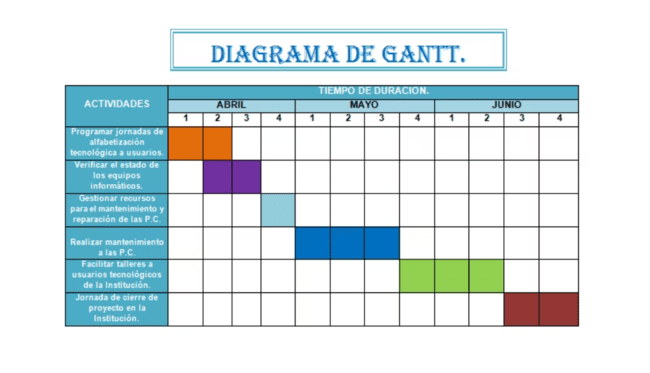 DIAGRAMA DE GANTT.
TIEMPO DE DURACION.
ACTIVIDADES
ABRIL MAYO JUNIO
1 2 3 4 1 2 3 4 1 2 3 4
Programar jornadas de
alfabetización
tecnológica a usuarios.
Verificar el estado de
los equipos
informáticos.
Gestionar recursos
para el mantenimiento y
reparación de las P.C.
Realizar mantenimiento
a las P.C.
Facilitar talleres a
usuarios tecnológicos
de la Institución.
Jornada de cierre de
proyecto en la
Institución.